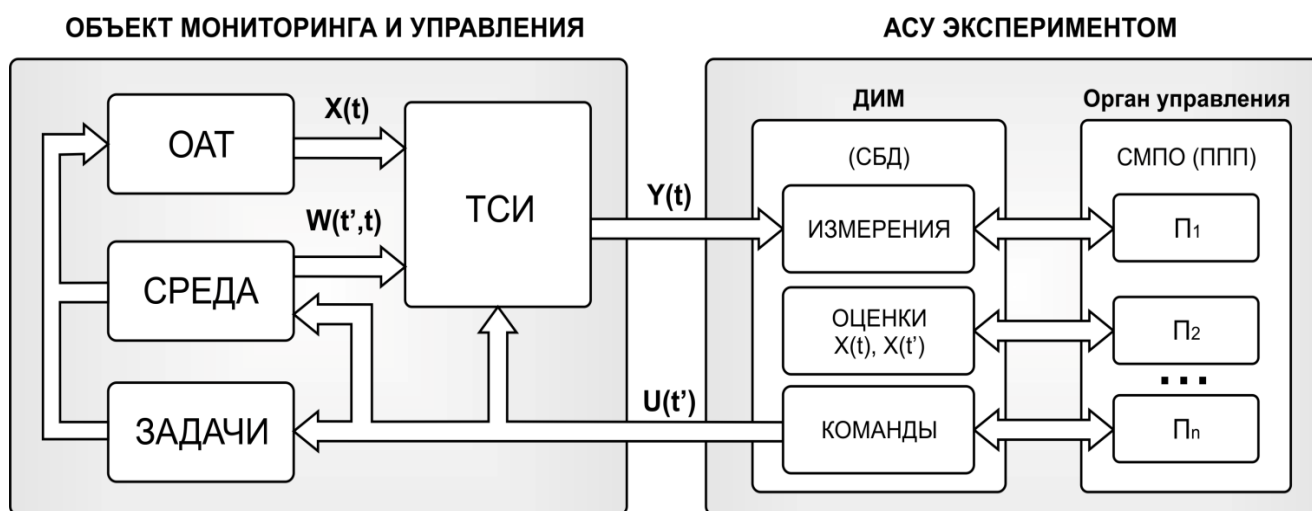 ОБЪЕКТ МОНИТОРИНГА И УПРАВЛЕНИЯ
ОАТ
X(t)
W(t’,t)
СРЕДА
ЗАДАЧИ
ТСИ
Y(t)
U(t’)
АСУ ЭКСПЕРИМЕНТОМ
ДИМ
(СБД)
ИЗМЕРЕНИЯ
ОЦЕНКИ
X(t), X(t’)
КОМАНДЫ
Орган управления
СМПО (ППП)
П1
П2
...
Пn